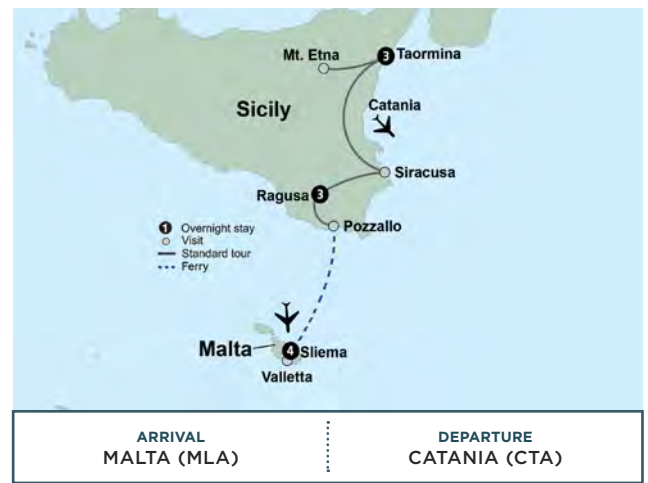 Mt. Etna
3 Taormina
Sicily
Catania
Siracusa
Ragusa 3
Pozzallo
1 Overnight stay
Visit
Standard tour
Ferry
Malta
4 Sliema
Valletta
ARRIVAL
MALTA (MLA)
DEPARTURE
CATANIA (CTA)